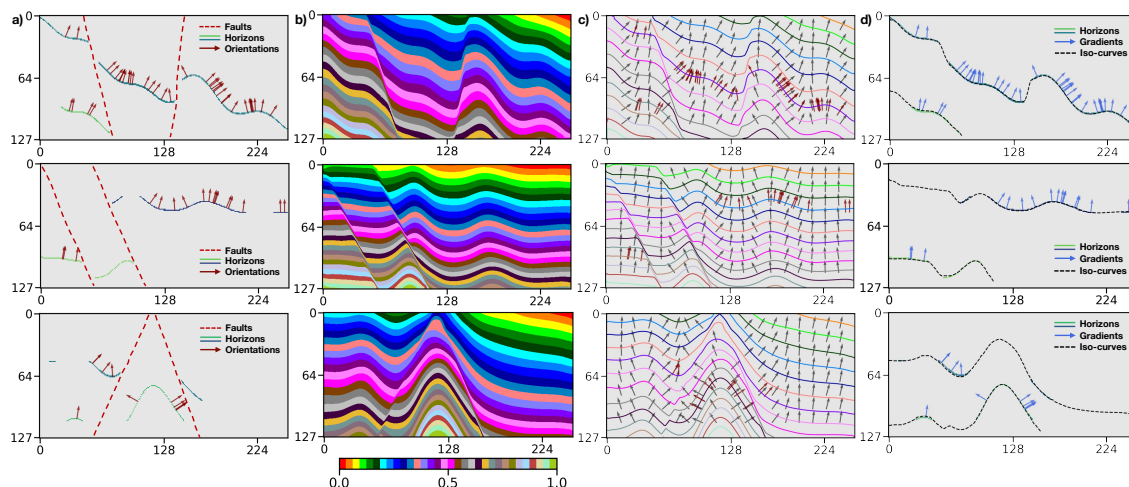 a) b) c) d)
0 0 0 0
Faults
Horizons
Orientations
Horizons
Gradients
Iso-curves
64 64 64 64
127 127 127 127
0 128 224 0 128 224 0 128 224 0 128 224
0 0 0 0
64 64 64 64
Faults
Horizons
Orientations
Horizons
Gradients
Iso-curves
127 127 127 127
0 128 224 0 128 224 0 128 224 0 128 224
0 0 0 0
Faults
Horizons
Orientations
Horizons
Gradients
Iso-curves
64 64 64 64
127 127 127 127
0 128 224 0 128 224 0 128 224 0 128 224
0.0 0.5 1.0